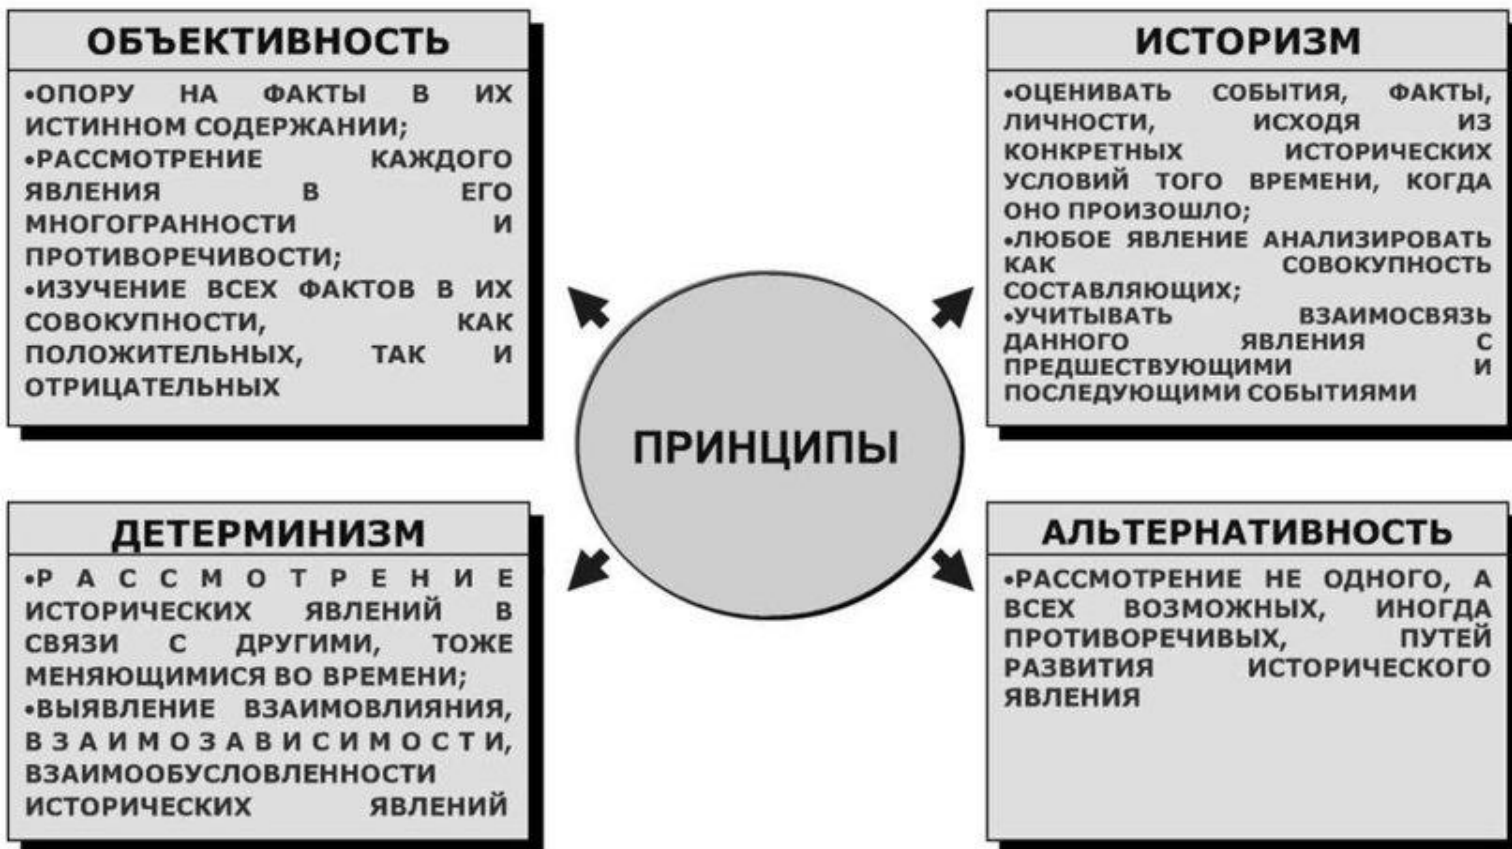 ОБЪЕКТИВНОСТЬ
•ОПОРУ НА ФАКТЫ В ИХ
ИСТИННОМ СОДЕРЖАНИИ;
•РАССМОТРЕНИЕ КАЖДОГО
ЯВЛЕНИЯ В ЕГО
МНОГОГРАННОСТИ И
ПРОТИВОРЕЧИВОСТИ;
•ИЗУЧЕНИЕ ВСЕХ ФАКТОВ В ИХ
СОВОКУПНОСТИ, КАК
ПОЛОЖИТЕЛЬНЫХ, ТАК И
ОТРИЦАТЕЛЬНЫХ
ИСТОРИЗМ
•ОЦЕНИВАТЬ СОБЫТИЯ, ФАКТЫ,
ЛИЧНОСТИ, ИСХОДЯ ИЗ
КОНКРЕТНЫХ ИСТОРИЧЕСКИХ
УСЛОВИЙ ТОГО ВРЕМЕНИ, КОГДА
ОНО ПРОИЗОШЛО;
•ЛЮБОЕ ЯВЛЕНИЕ АНАЛИЗИРОВАТЬ
КАК СОВОКУПНОСТЬ
СОСТАВЛЯЮЩИХ;
•УЧИТЫВАТЬ ВЗАИМОСВЯЗЬ
ДАННОГО ЯВЛЕНИЯ С
ПРЕДШЕСТВУЮЩИМИ И
ПОСЛЕДУЮЩИМИ СОБЫТИЯМИ
ПРИНЦИПЫ
ДЕТЕРМИНИЗМ
•Р А С С М О Т Р Е Н И Е
ИСТОРИЧЕСКИХ ЯВЛЕНИЙ В
СВЯЗИ С ДРУГИМИ, ТОЖЕ
МЕНЯЮЩИМИСЯ ВО ВРЕМЕНИ;
•ВЫЯВЛЕНИЕ ВЗАИМОВЛИЯНИЯ,
В З А И М О З А В И С И М О С Т И,
ВЗАИМООБУСЛОВЛЕННОСТИ
ИСТОРИЧЕСКИХ ЯВЛЕНИЙ
АЛЬТЕРНАТИВНОСТЬ
•РАССМОТРЕНИЕ НЕ ОДНОГО, А
ВСЕХ ВОЗМОЖНЫХ, ИНОГДА
ПРОТИВОРЕЧИВЫХ, ПУТЕЙ
РАЗВИТИЯ ИСТОРИЧЕСКОГО
ЯВЛЕНИЯ